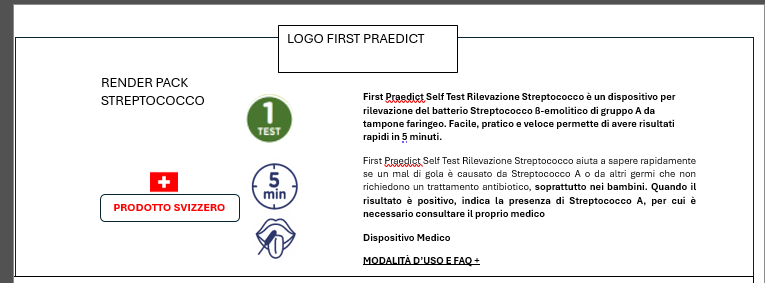 LOGO FIRST PRAEDICT
RENDER PACK
STREPTOCOCCO
1
TEST
5
min
PRODOTTO SVIZZERO
First Praedict Self Test Rilevazione Streptococco è un dispositivo per
rilevazione del batterio Streptococco ß-emolitico di gruppo A da
tampone faringeo. Facile, pratico e veloce permette di avere risultati
rapidi in 5 minuti.
First Praedict Self Test Rilevazione Streptococco aiuta a sapere rapidamente
se un mal di gola è causato da Streptococco A o da altri germi che non
richiedono un trattamento antibiotico, soprattutto nei bambini. Quando il
risultato è positivo, indica la presenza di Streptococco A, per cui è
necessario consultare il proprio medico
Dispositivo Medico
MODALITÀ D'USO E FAQ +